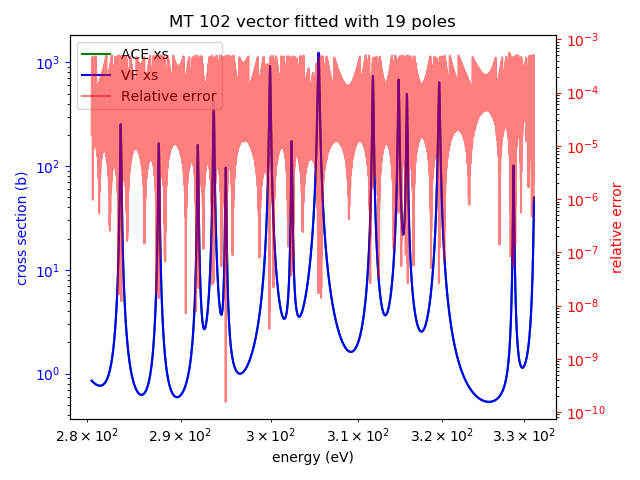 MT 102 vector fitted with 19 poles
ACE xs
VF xs
Relative error
cross section (b)
10³
10²
10¹
10⁰
relative error
10⁻³
10⁻⁴
10⁻⁵
10⁻⁶
10⁻⁷
10⁻⁸
10⁻⁹
10⁻¹⁰
2.8 × 10² 2.9 × 10² 3 × 10² 3.1 × 10² 3.2 × 10² 3.3 × 10²
energy (eV)